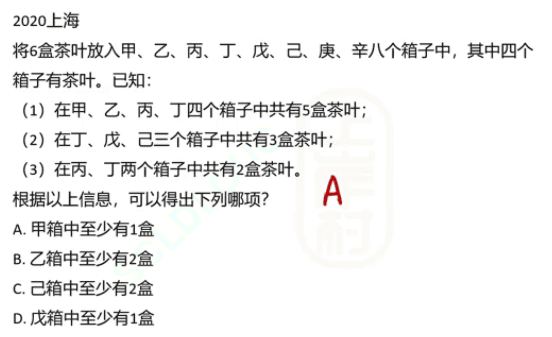 2020上海
将6盒茶叶放入甲、乙、丙、丁、戊、己、庚、辛八个箱子中，其中四个
箱子有茶叶。已知：
（1）在甲、乙、丙、丁四个箱子中共有5盒茶叶；
（2）在丁、戊、己三个箱子中共有3盒茶叶；
（3）在丙、丁两个箱子中共有2盒茶叶。
根据以上信息，可以得出下列哪项？
A
A. 甲箱中至少有1盒
B. 乙箱中至少有2盒
C. 己箱中至少有2盒
D. 戊箱中至少有1盒